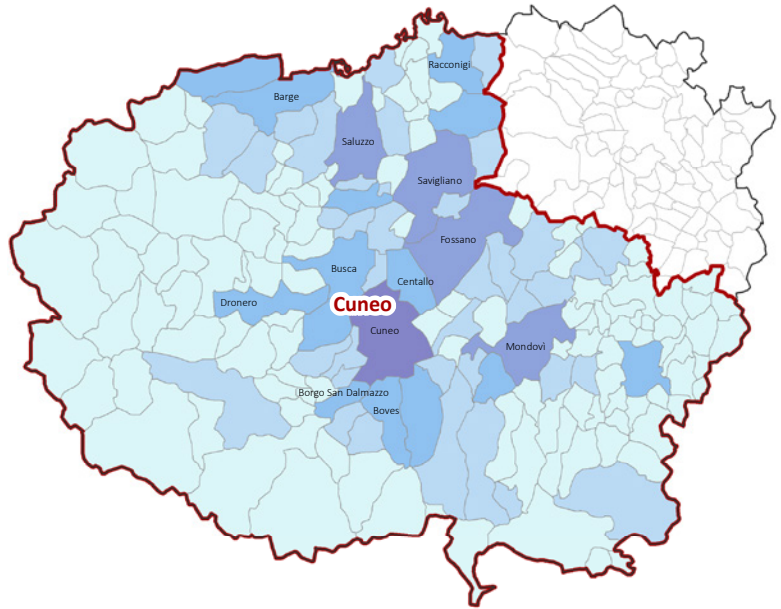 Racconigi
Barge
Saluzzo
Savigliano
Fossano
Busca
Centallo
Dronero
Cuneo
Cuneo
Mondovì
Borgo San Dalmazzo
Boves